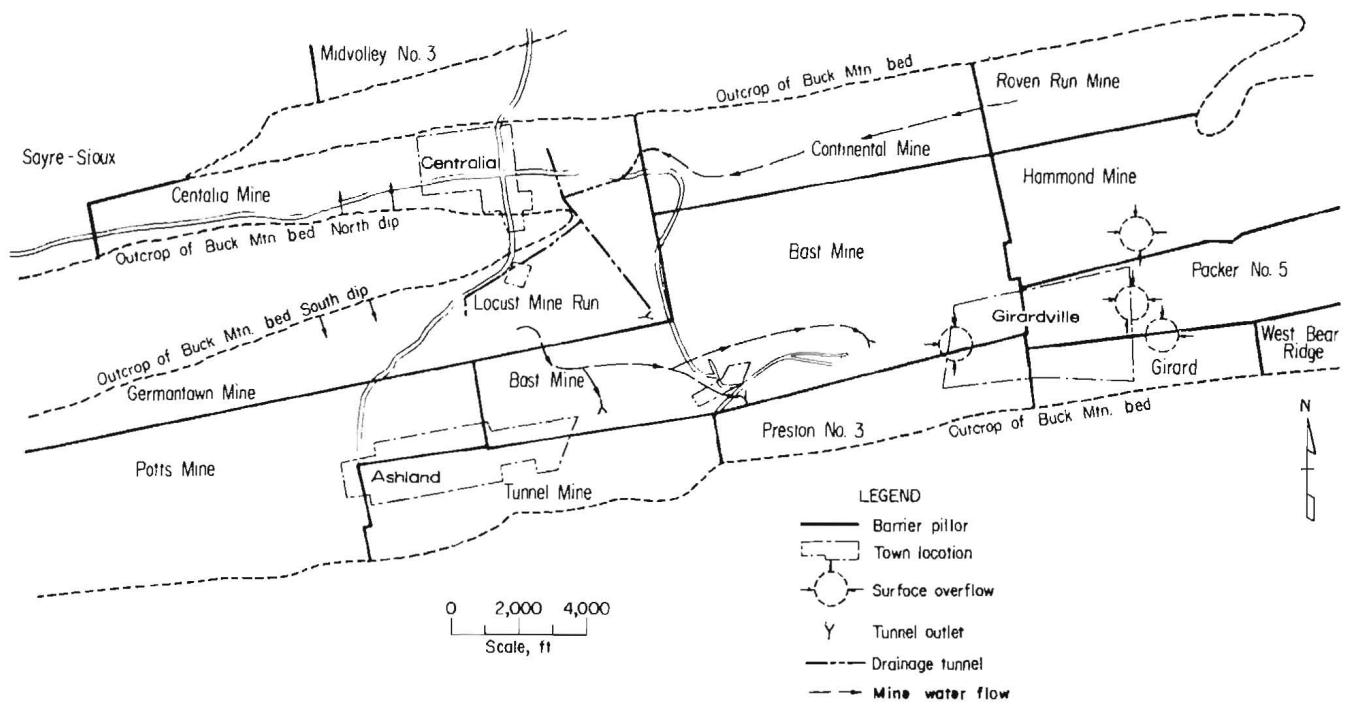 Midvolley No. 3
Outcrop of Buck Mtn bed
Roven Run Mine
Sayre-Sioux
Centralia
Continental Mine
Centalia Mine
Hammond Mine
Outcrop of Buck Mtn bed North dip
Bast Mine
Packer No. 5
Outcrop of Buck Mtn. bed South dip
Locust Mine Run
Girardville
West Bear
Ridge
Germantown Mine
Bast Mine
Girard
Preston No. 3
Outcrop of Buck Mtn. bed
Potts Mine
Ashland
Tunnel Mine
N
LEGEND
Barrier pillor
Town location
Surface overflow
Y Tunnel outlet
Drainage tunnel
Mine water flow
0 2,000 4,000
Scale, ft